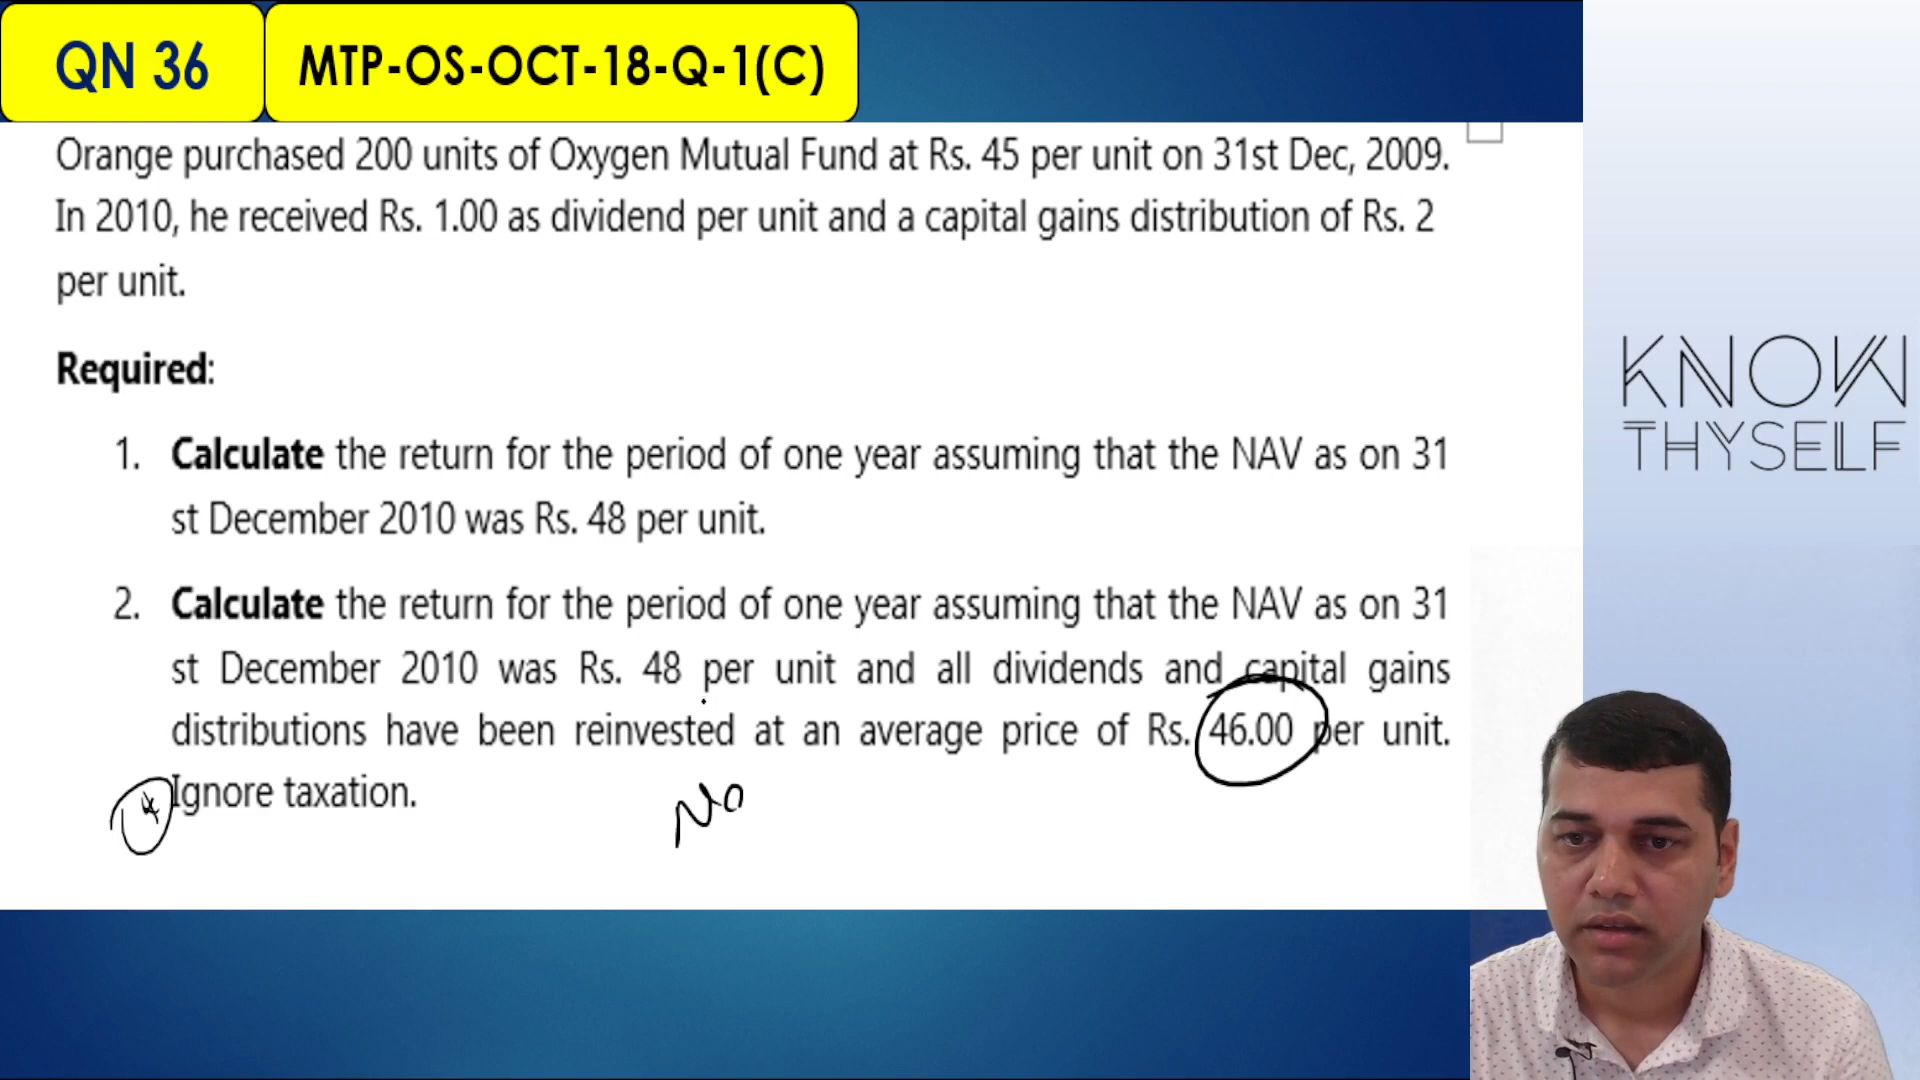 QN 36
MTP-OS-OCT-18-Q-1(C)
Orange purchased 200 units of Oxygen Mutual Fund at Rs. 45 per unit on 31st Dec, 2009.
In 2010, he received Rs. 1.00 as dividend per unit and a capital gains distribution of Rs. 2
per unit.
Required:
1. Calculate the return for the period of one year assuming that the NAV as on 31
st December 2010 was Rs. 48 per unit.
2. Calculate the return for the period of one year assuming that the NAV as on 31
st December 2010 was Rs. 48 per unit and all dividends and capital gains
distributions have been reinvested at an average price of Rs. 46.00 per unit.
Ignore taxation.
No
KNOW
THYSELF